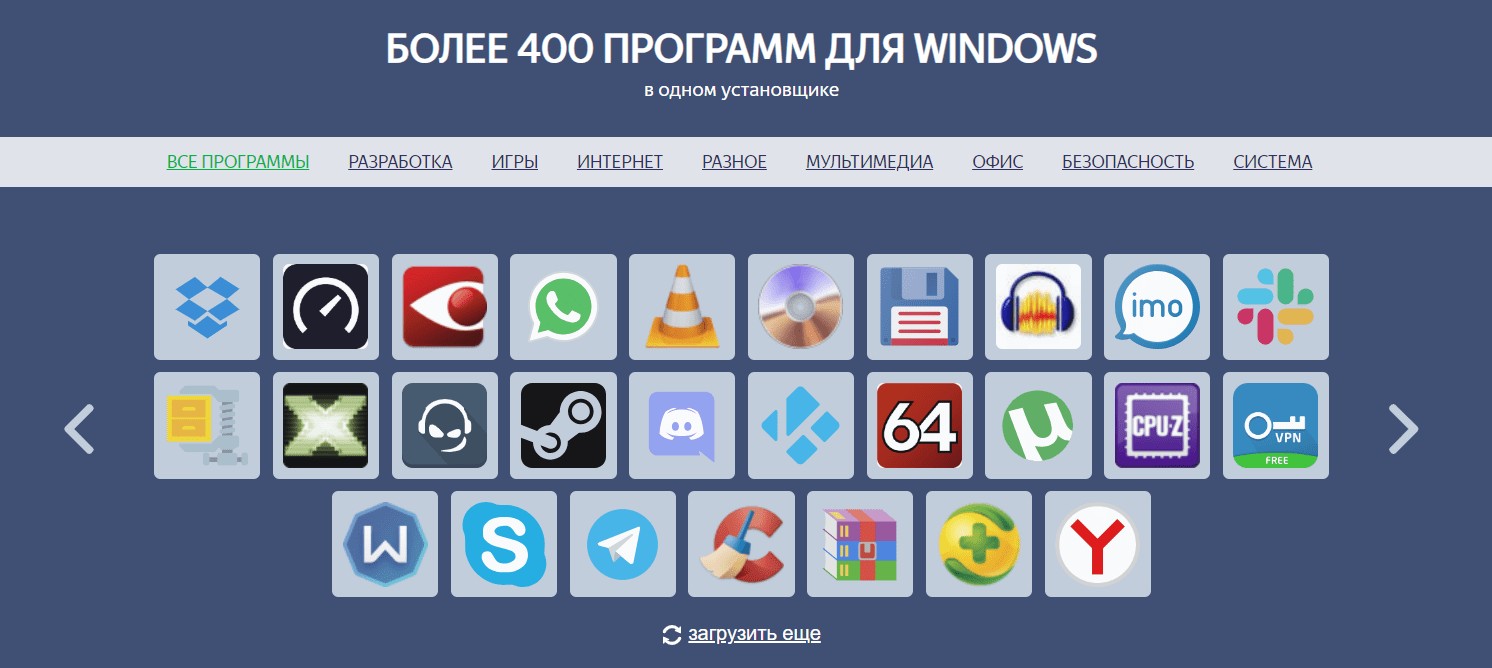 БОЛЕЕ 400 ПРОГРАММ ДЛЯ WINDOWS
в одном установщике
ВСЕ ПРОГРАММЫ РАЗРАБОТКА ИГРЫ ИНТЕРНЕТ РАЗНОЕ МУЛЬТИМЕДИА ОФИС БЕЗОПАСНОСТЬ СИСТЕМА
imo
64 µ CPU-Z VPN
FREE
W S Y
загрузить еще